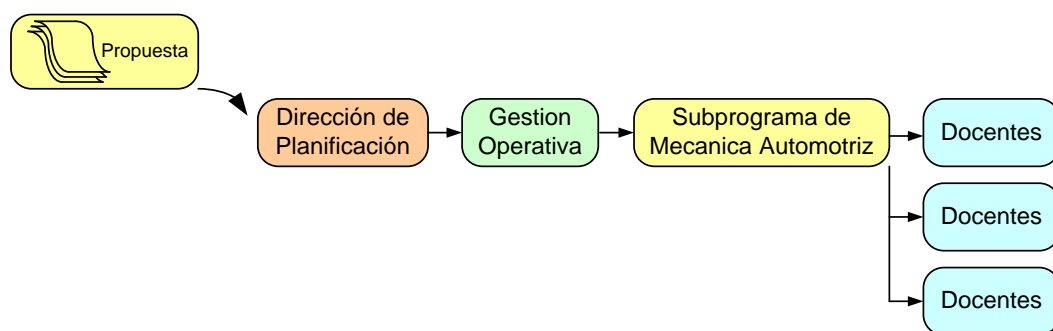 Propuesta
Dirección de
Planificación
Gestion
Operativa
Subprograma de
Mecanica Automotriz
Docentes
Docentes
Docentes